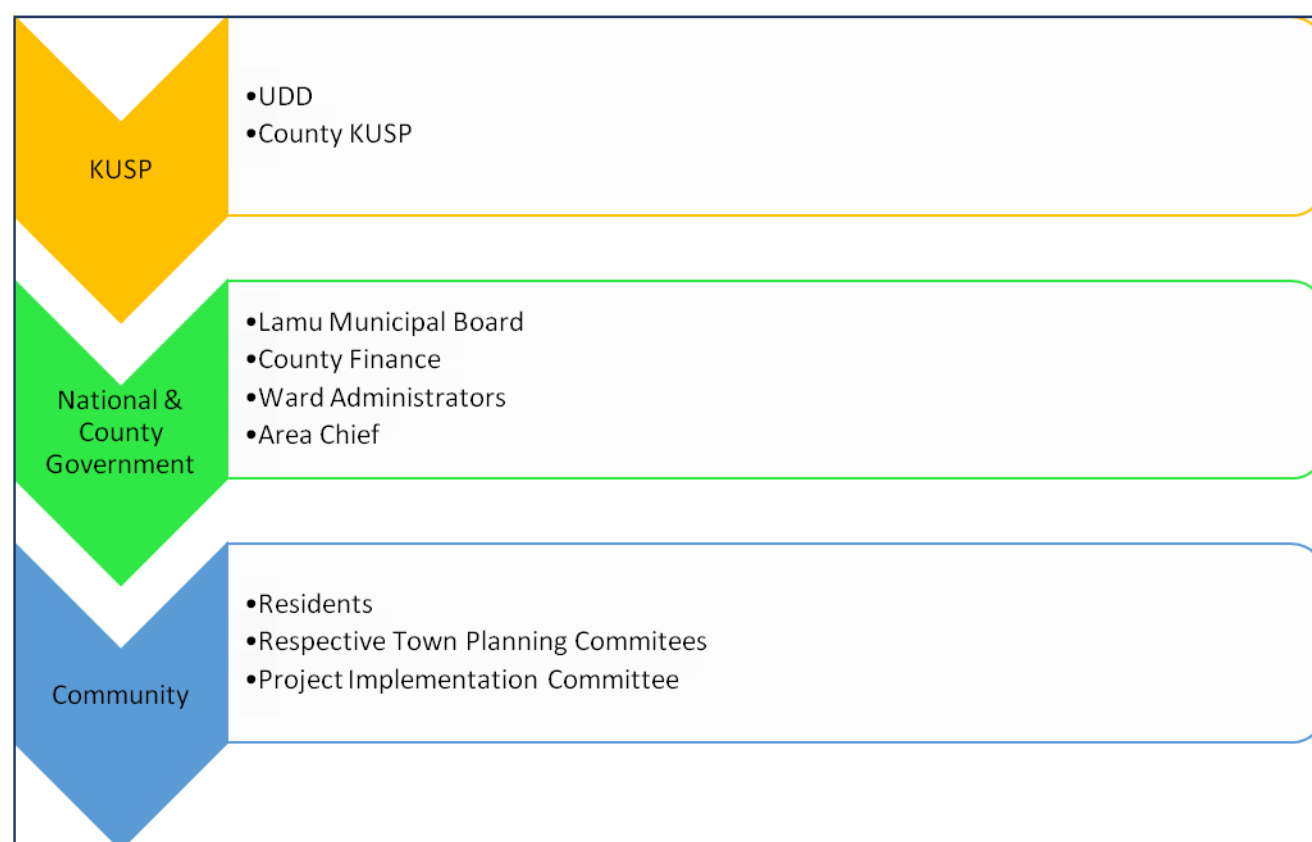 KUSP
•UDD
•County KUSP
National &
County
Government
•Lamu Municipal Board
•County Finance
•Ward Administrators
•Area Chief
Community
•Residents
•Respective Town Planning Commitees
•Project Implementation Committee